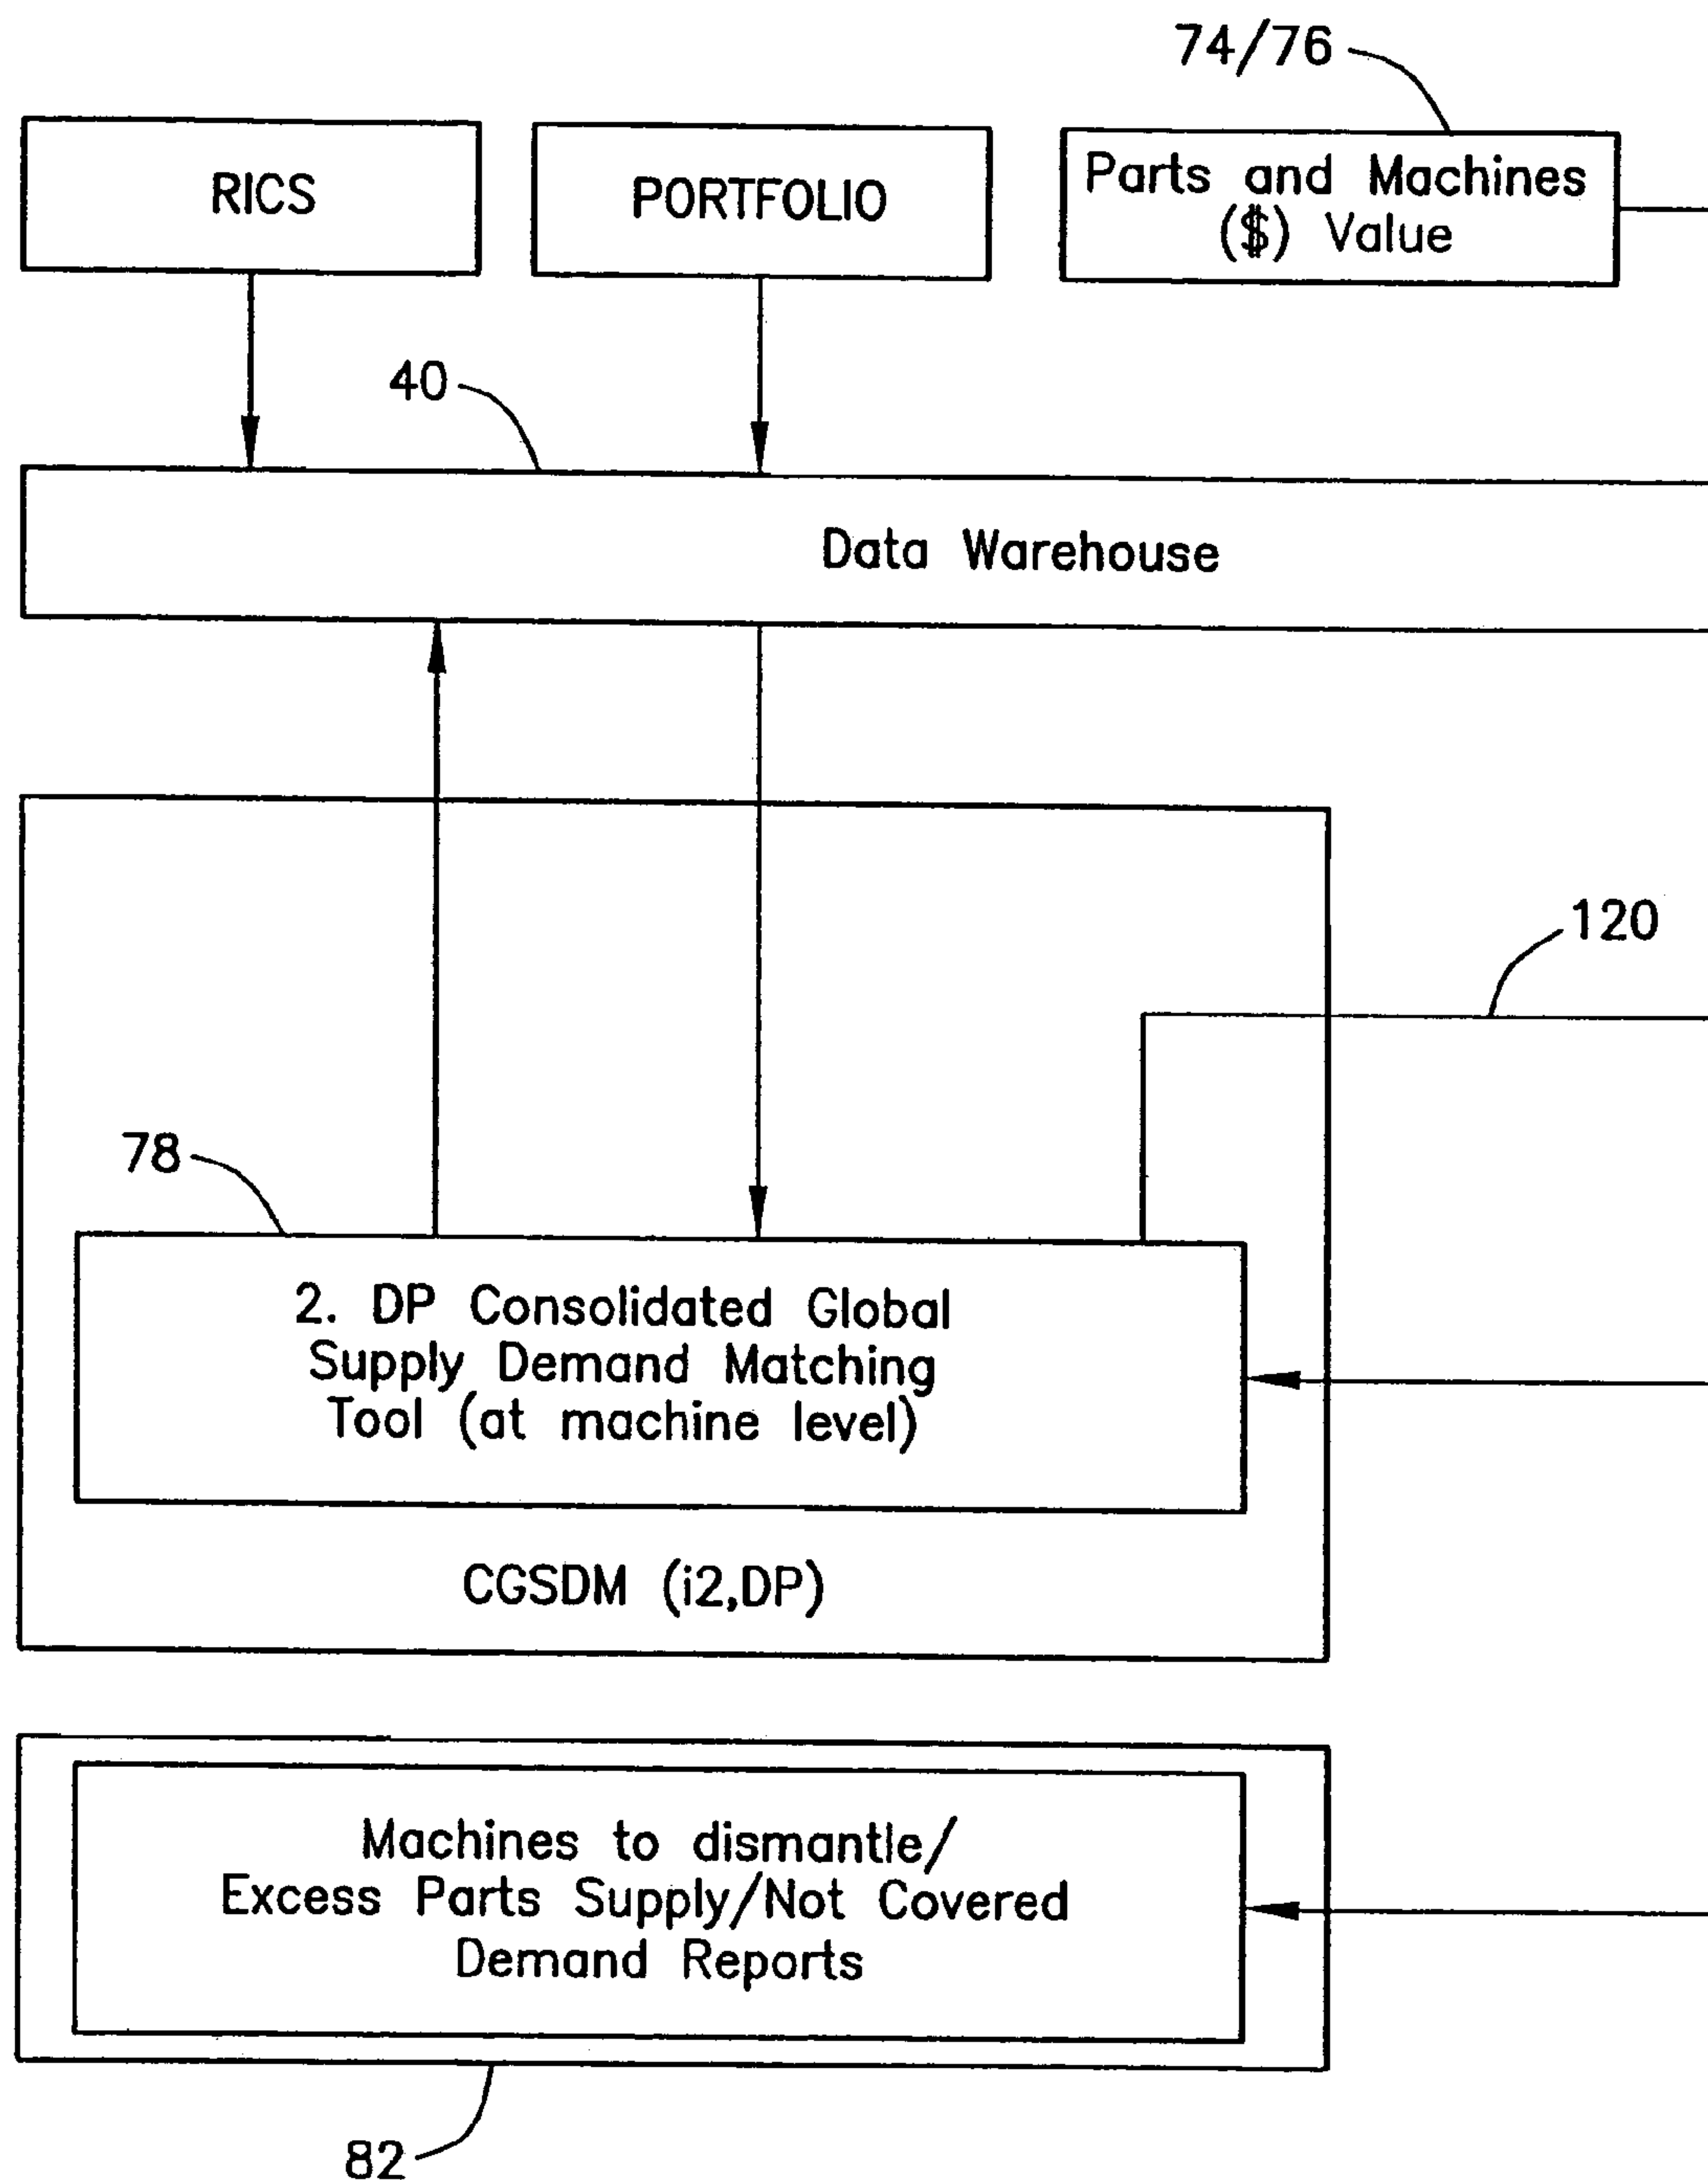 74/76
RICS
PORTFOLIO
Parts and Machines
($) Value
40
Data Warehouse
120
78
2. DP Consolidated Global
Supply Demand Matching
Tool (at machine level)
CGSDM (i2,DP)
Machines to dismantle/
Excess Parts Supply/Not Covered
Demand Reports
82